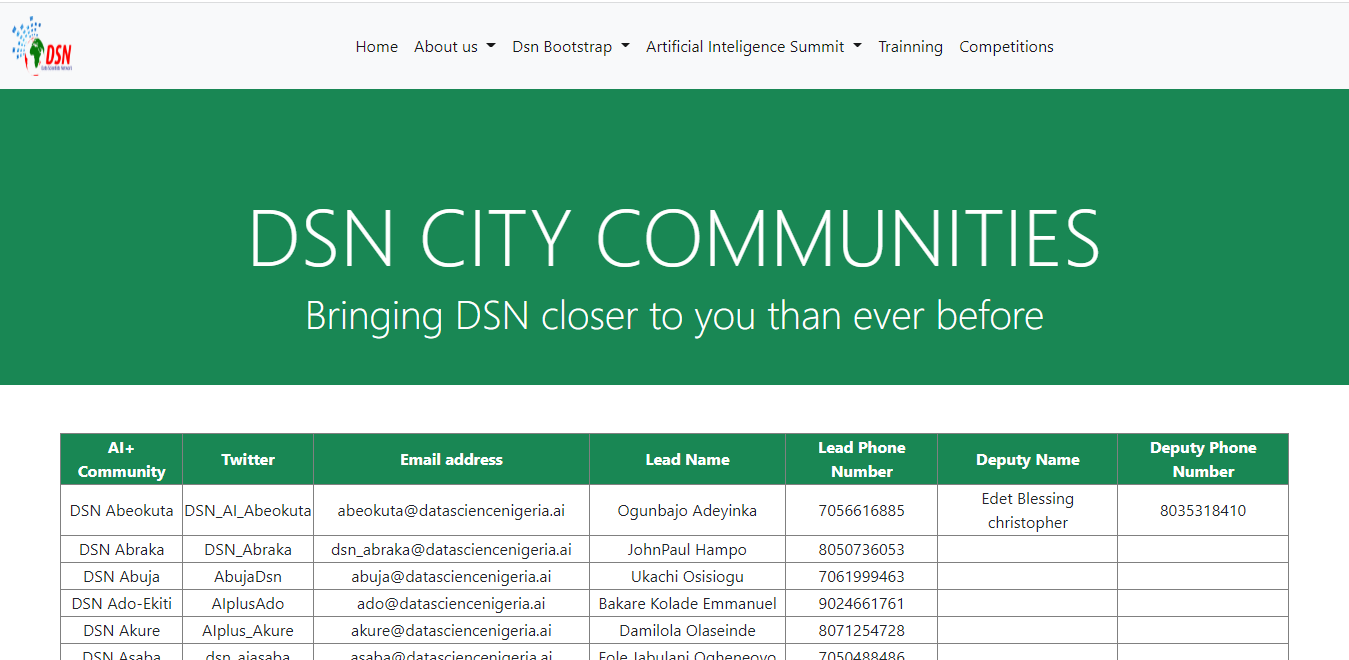 DSN
Home About us Dsn Bootstrap Artificial Inteligence Summit Trainning Competitions
DSN CITY COMMUNITIES
Bringing DSN closer to you than ever before
AI+ Community Twitter Email address Lead Name Lead Phone Number Deputy Name Deputy Phone Number
DSN Abeokuta DSN_AI_Abeokuta abeokuta@datasciencenigeria.ai Ogunbajo Adeyinka 7056616885 Edet Blessing christopher 8035318410
DSN Abraka DSN_Abraka dsn_abraka@datasciencenigeria.ai JohnPaul Hampo 8050736053
DSN Abuja AbujaDsn abuja@datasciencenigeria.ai Ukachi Osisiogu 7061999463
DSN Ado-Ekiti AIplusAdo ado@datasciencenigeria.ai Bakare Kolade Emmanuel 9024661761
DSN Akure AIplus_Akure akure@datasciencenigeria.ai Damilola Olaseinde 8071254728
DSN Asaba dsn_aiasaba asaba@datasciencenigeria.ai Jabulani Ogheneovo 7050488486